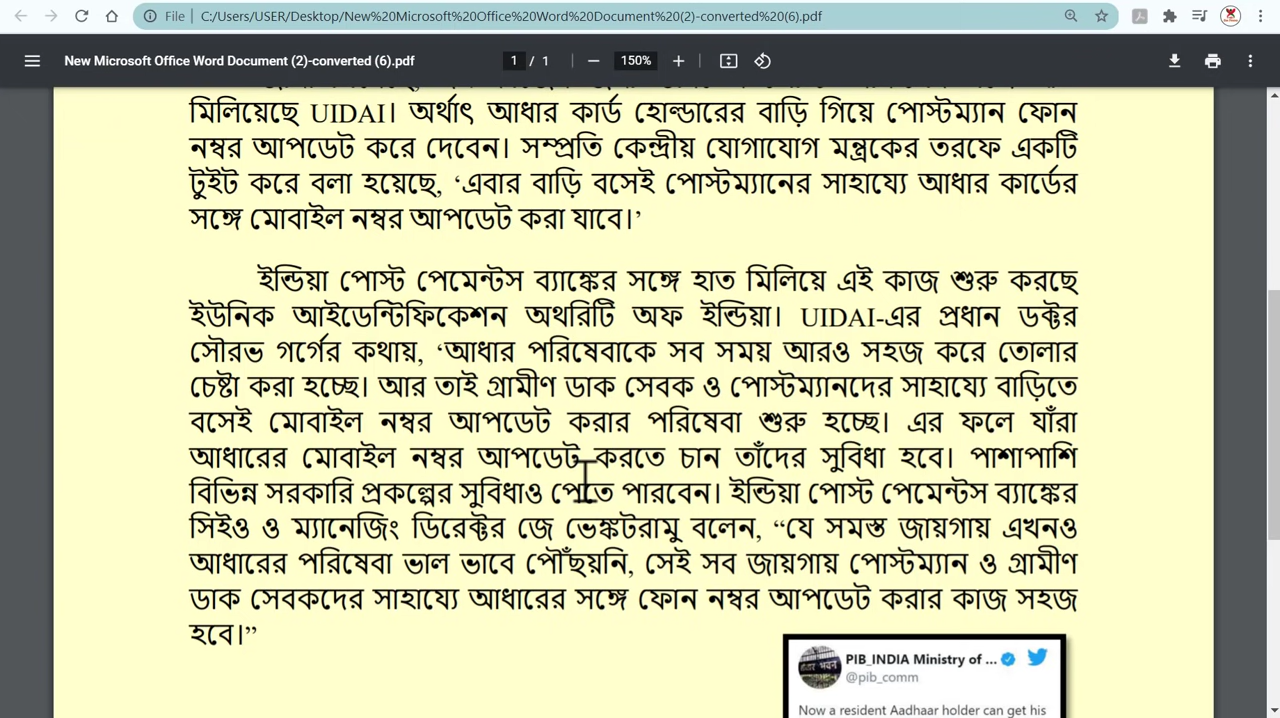 File
C:/Users/USER/Desktop/New%20Microsoft%20Office%20Word%20Document%20(2)-converted%20(6).pdf
New Microsoft Office Word Document (2)-converted (6).pdf
1 / 1
150%
মিলিয়েছে UIDAI। অর্থাৎ আধার কার্ড হোল্ডারের বাড়ি গিয়ে পোস্টম্যান ফোন
নম্বর আপডেট করে দেবেন। সম্প্রতি কেন্দ্রীয় যোগাযোগ মন্ত্রকের তরফে একটি
টুইট করে বলা হয়েছে, ‘এবার বাড়ি বসেই পোস্টম্যানের সাহায্যে আধার কার্ডের
সঙ্গে মোবাইল নম্বর আপডেট করা যাবে।’
ইন্ডিয়া পোস্ট পেমেন্টস ব্যাঙ্কের সঙ্গে হাত মিলিয়ে এই কাজ শুরু করছে
ইউনিক আইডেন্টিফিকেশন অথরিটি অফ ইন্ডিয়া। UIDAI-এর প্রধান ডক্টর
সৌরভ গর্গের কথায়, ‘আধার পরিষেবাকে সব সময় আরও সহজ করে তোলার
চেষ্টা করা হচ্ছে। আর তাই গ্রামীণ ডাক সেবক ও পোস্টম্যানদের সাহায্যে বাড়িতে
বসেই মোবাইল নম্বর আপডেট করার পরিষেবা শুরু হচ্ছে। এর ফলে যাঁরা
আধারের মোবাইল নম্বর আপডেট করতে চান তাঁদের সুবিধা হবে। পাশাপাশি
বিভিন্ন সরকারি প্রকল্পের সুবিধাও পেতে পারবেন। ইন্ডিয়া পোস্ট পেমেন্টস ব্যাঙ্কের
সিইও ও ম্যানেজিং ডিরেক্টর জে ভেঙ্কটরামু বলেন, “যে সমস্ত জায়গায় এখনও
আধারের পরিষেবা ভাল ভাবে পৌঁছয়নি, সেই সব জায়গায় পোস্টম্যান ও গ্রামীণ
ডাক সেবকদের সাহায্যে আধারের সঙ্গে ফোন নম্বর আপডেট করার কাজ সহজ
হবে।”
PIB_INDIA Ministry of ...
@pib_comm
Now a resident Aadhaar holder can get his